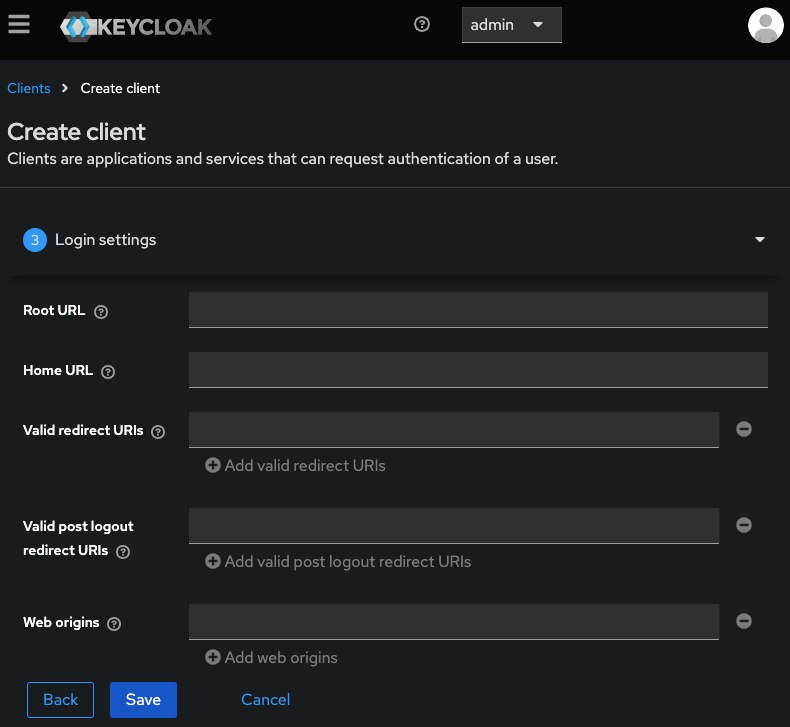 KEYCLOAK
admin
Clients > Create client
Create client
Clients are applications and services that can request authentication of a user.
3 Login settings
Root URL
Home URL
Valid redirect URIs
Add valid redirect URIs
Valid post logout
redirect URIs
Add valid post logout redirect URIs
Web origins
Add web origins
Back Save Cancel